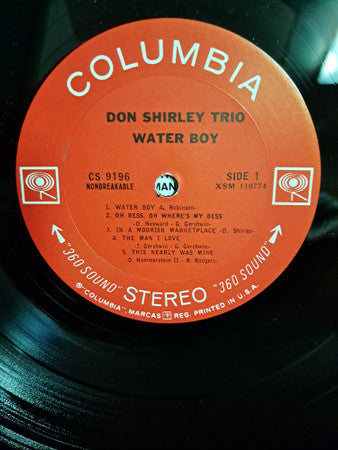 COLUMBIA
DON SHIRLEY TRIO
WATER BOY
CS 9196 SIDE 1
NONBREAKABLE MAN XSM 110774
1. WATER BOY A. Robinson-
2. OH BESS, OH WHERE'S MY BESS
-D. Heward - G. Gershwin-
3. IN A MOORISH MARKETPLACE -D. Shirley-
4. THE MAN I LOVE
-I. Gershwin - G. Gershwin-
5. THIS NEARLY WAS MINE
-O. Hammerstein II - R. Rodgers-
"360 SOUND" STEREO "360 SOUND"
℗"COLUMBIA", MARCAS REG. PRINTED IN U.S.A.